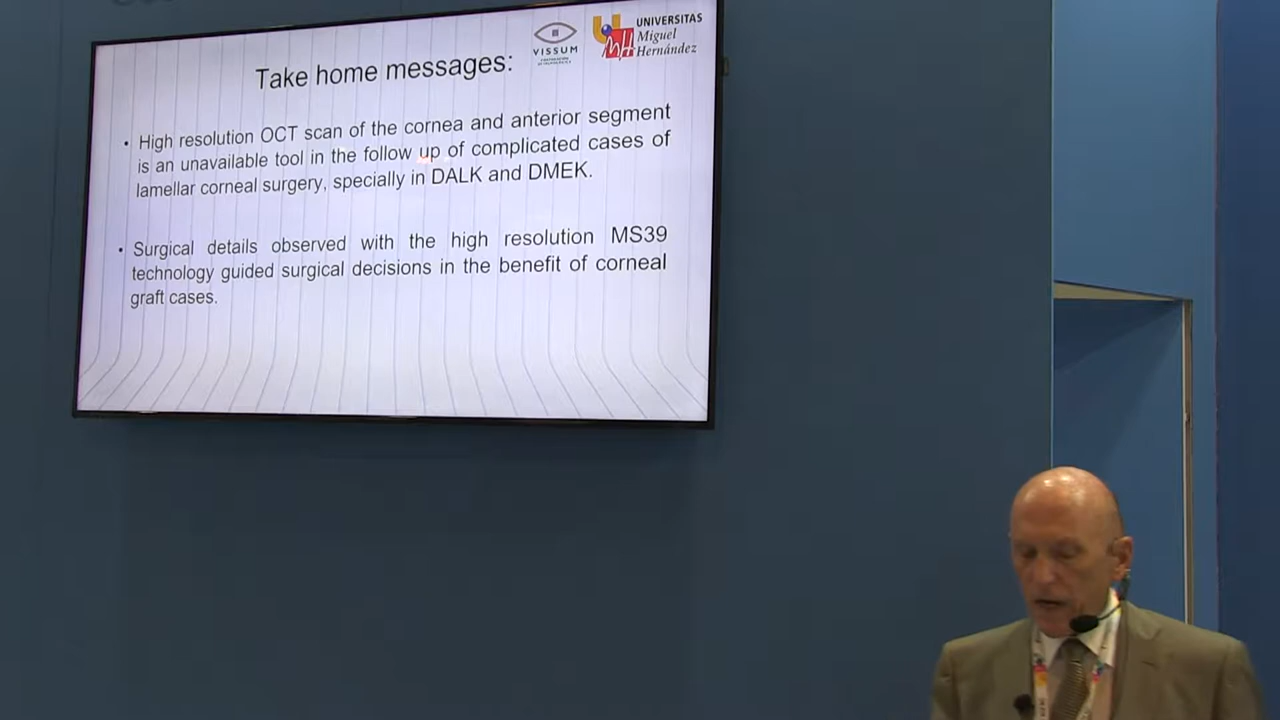 VISSUM
UNIVERSITAS
Miguel
Hernández
Take home messages:
• High resolution OCT scan of the cornea and anterior segment
is an unavailable tool in the follow up of complicated cases of
lamellar corneal surgery, specially in DALK and DMEK.
• Surgical details observed with the high resolution MS39
technology guided surgical decisions in the benefit of corneal
graft cases.